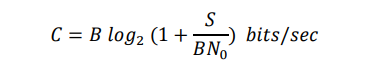 C = B log₂ (1 + S/BN₀) bits/sec